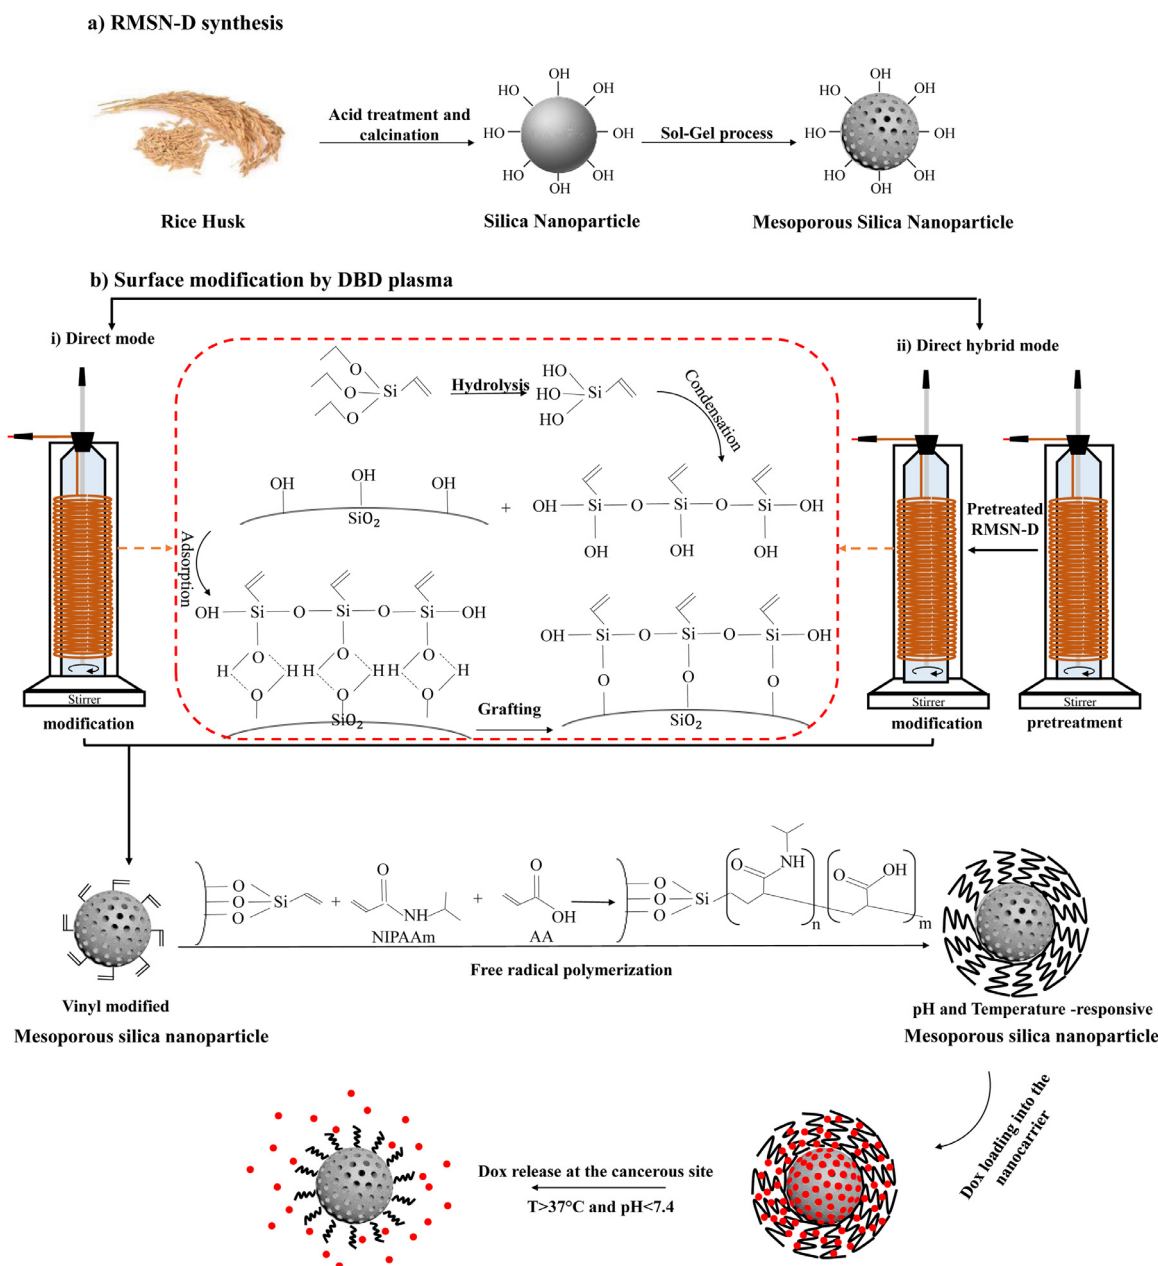 a) RMSN-D synthesis
OH
HO
OH
HO
OH
HO
OH
OH
Acid treatment and
calcination
Sol-Gel process
OH
HO
OH
HO
OH
HO
OH
OH
Rice Husk
Silica Nanoparticle
Mesoporous Silica Nanoparticle
b) Surface modification by DBD plasma
i) Direct mode
ii) Direct hybrid mode
O
O
O
Si
Hydrolysis
HO
HO
HO
Si
Condensation
OH
OH
OH
SiO₂
+
OH
Si
O
Si
O
Si
OH
OH
OH
OH
Pretreated
RMSN-D
Adsorption
OH
Si
O
Si
O
Si
OH
O
O
O
H
H
H
H
H
H
O
O
O
SiO₂
Grafting
OH
Si
O
Si
O
Si
OH
O
O
O
SiO₂
Stirrer
modification
Stirrer
modification
Stirrer
pretreatment
O
O
O
Si
+
O
NH
NIPAAm
+
O
OH
AA
O
O
O
Si
O
NH
n
O
OH
m
Free radical polymerization
Vinyl modified
Mesoporous silica nanoparticle
pH and Temperature -responsive
Mesoporous silica nanoparticle
Dox loading into the
nanocarrier
Dox release at the cancerous site
T>37°C and pH<7.4